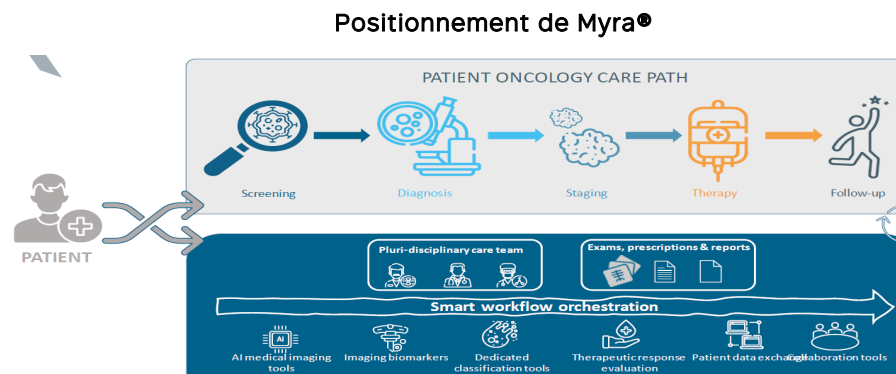 Positionnement de Myra®
PATIENT ONCOLOGY CARE PATH
Screening
Diagnosis
Staging
Therapy
Follow-up
PATIENT
Pluri-disciplinary care team
Exams, prescriptions & reports
Smart workflow orchestration
AI
AI medical imaging
tools
Imaging biomarkers
Dedicated
classification tools
Therapeutic response
evaluation
Patient data exchange
Collaboration tools